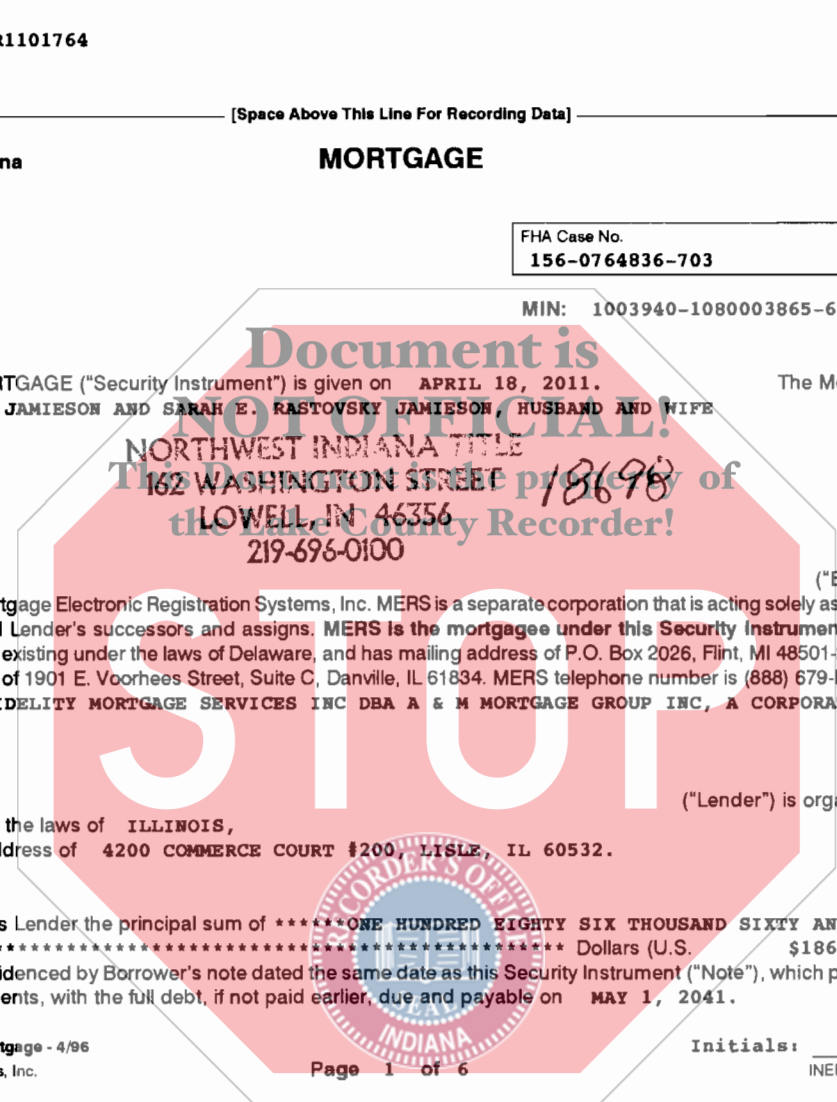 R1101764
[Space Above This Line For Recording Data]
na
MORTGAGE
FHA Case No.
156-0764836-703
MIN: 1003940-1080003865-6
Document is
RTGAGE (“Security Instrument”) is given on APRIL 18, 2011. The Mo
JAMIESON AND SARAH E. RASTOVSKY JAMIESON, HUSBAND AND WIFE
NOT OFFICIAL!
NORTHWEST INDIANA TITLE
This Document is the property of
162 WASHINGTON STREET
18698
LOWELL, IN 46356
the Lake County Recorder!
219-696-0100
(“B
rtgage Electronic Registration Systems, Inc. MERS is a separate corporation that is acting solely as
d Lender's successors and assigns. MERS is the mortgagee under this Security Instrumen
existing under the laws of Delaware, and has mailing address of P.O. Box 2026, Flint, MI 48501-
of 1901 E. Voorhees Street, Suite C, Danville, IL 61834. MERS telephone number is (888) 679-
STOP
IDELITY MORTGAGE SERVICES INC DBA A & M MORTGAGE GROUP INC, A CORPORA
(“Lender”) is orga
the laws of ILLINOIS,
ddress of 4200 COMMERCE COURT #200, LISLE, IL 60532.
RECORDER'S OFFICE
s Lender the principal sum of ******ONE HUNDRED EIGHTY SIX THOUSAND SIXTY AN
************************************************ Dollars (U.S. $186
idenced by Borrower's note dated the same date as this Security Instrument (“Note”), which p
ents, with the full debt, if not paid earlier, due and payable on MAY 1, 2041.
SEAL
INDIANA
tgage - 4/96
Initials:
s, Inc.
Page 1 of 6
INE